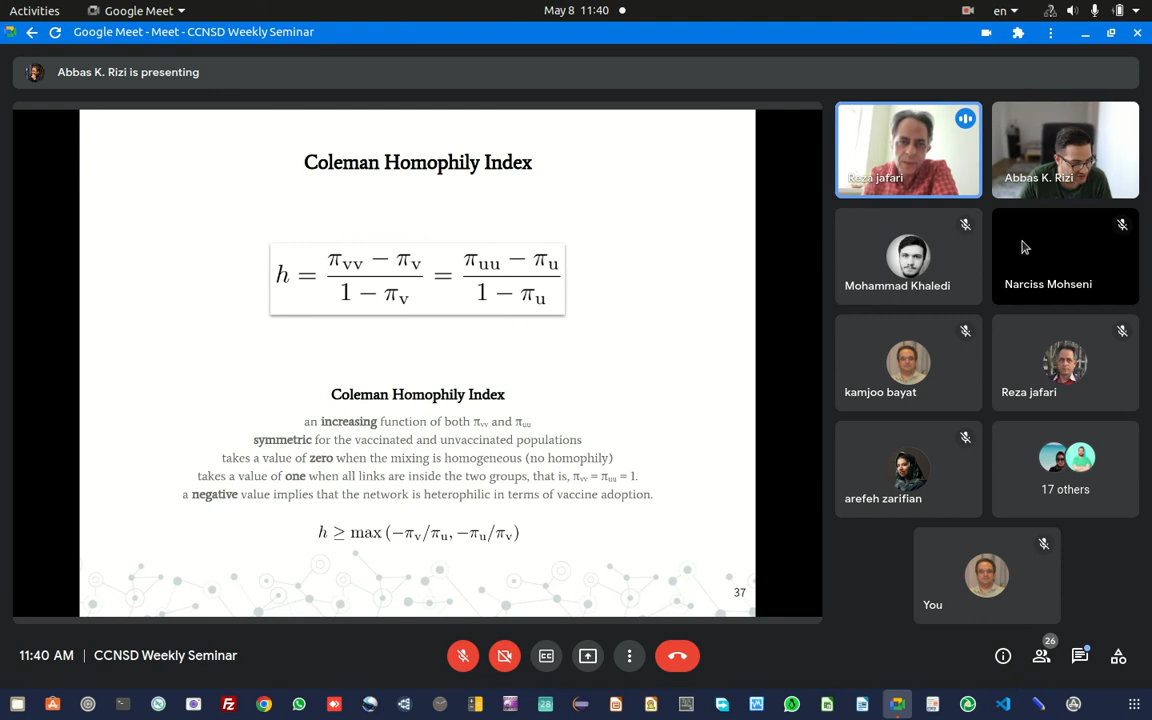 Activities
Google Meet
May 8 11:40
en
Google Meet - Meet - CCNSD Weekly Seminar
Abbas K. Rizi is presenting
Coleman Homophily Index
h = (π_vv − π_v)/(1 − π_v) = (π_uu − π_u)/(1 − π_u)
Coleman Homophily Index
an increasing function of both π_vv and π_uu
symmetric for the vaccinated and unvaccinated populations
takes a value of zero when the mixing is homogeneous (no homophily)
takes a value of one when all links are inside the two groups, that is, π_vv = π_uu = 1.
a negative value implies that the network is heterophilic in terms of vaccine adoption.
h ≥ max (−π_v/π_u, −π_u/π_v)
37
Reza jafari
Abbas K. Rizi
Mohammad Khaledi
Narciss Mohseni
kamjoo bayat
Reza jafari
arefeh zarifian
17 others
You
11:40 AM | CCNSD Weekly Seminar
26
28